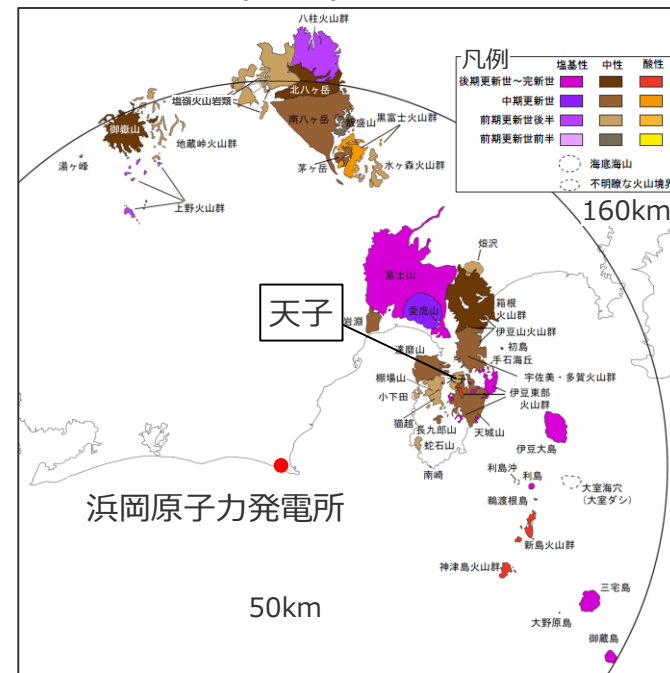 八柱火山群
凡例
塩基性 中性 酸性
後期更新世~完新世
中期更新世
前期更新世後半
前期更新世前半
海底海山
不明瞭な火山境界
160km
塩嶺火山岩類
北八ヶ岳
御嶽山
南八ヶ岳
飯盛山
黒富士火山群
地蔵峠火山群
湯ヶ峰
茅ヶ岳
水ヶ森火山群
上野火山群
畑沢
富士山
天子
愛鷹山
箱根
火山群
岩淵
伊豆山火山群
初島
達磨山
手石海丘
棚場山
天子
宇佐美・多賀火山群
小下田
伊豆東部
火山群
猫越
長九郎山
天城山
蛇石山
伊豆大島
南崎
利島沖
利島
大室海穴
(大室ダシ)
鵜渡根島
浜岡原子力発電所
新島火山群
神津島火山群
50km
三宅島
大野原島
御蔵島